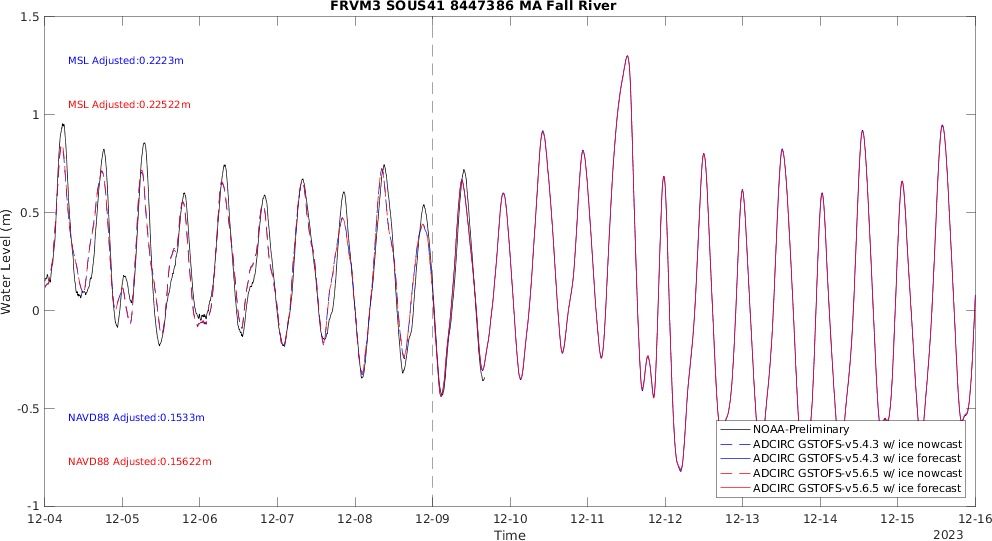 FRVM3 SOUS41 8447386 MA Fall River
1.5
1
0.5
0
-0.5
-1
Water Level (m)
MSL Adjusted:0.2223m
MSL Adjusted:0.22522m
NAVD88 Adjusted:0.1533m
NAVD88 Adjusted:0.15622m
NOAA-Preliminary
ADCIRC GSTOFS-v5.4.3 w/ ice nowcast
ADCIRC GSTOFS-v5.4.3 w/ ice forecast
ADCIRC GSTOFS-v5.6.5 w/ ice nowcast
ADCIRC GSTOFS-v5.6.5 w/ ice forecast
12-04 12-05 12-06 12-07 12-08 12-09 12-10 12-11 12-12 12-13 12-14 12-15 12-16
Time
2023